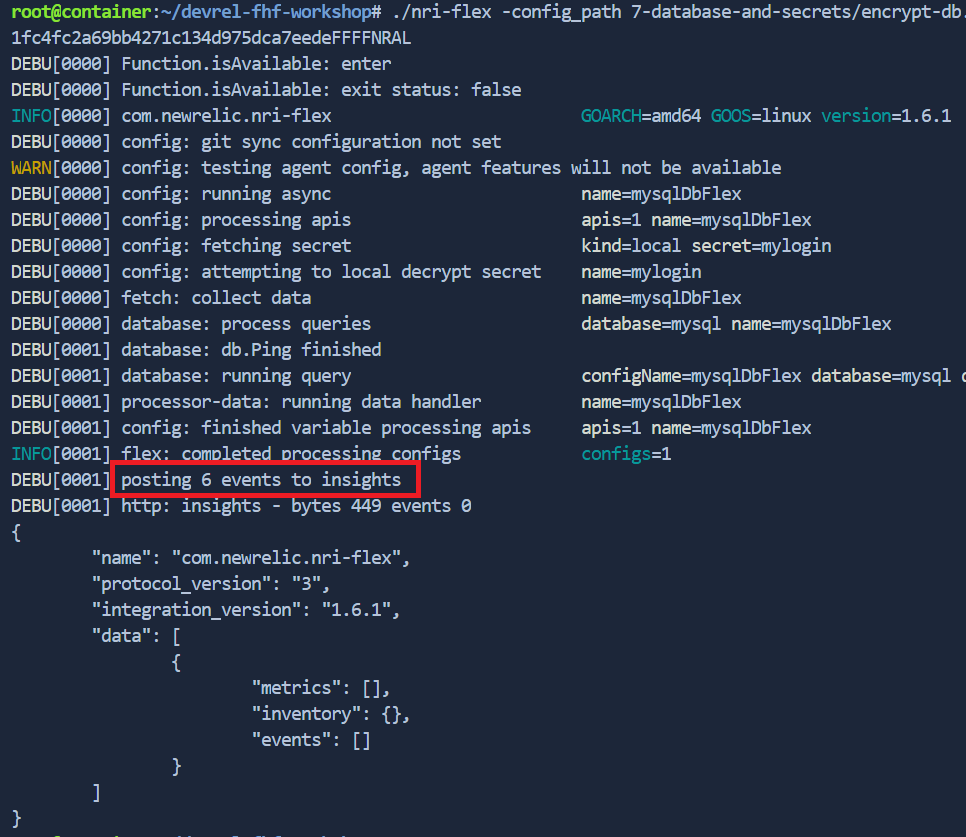 root@container:~/devrel-fhf-workshop# ./nri-flex -config_path 7-database-and-secrets/encrypt-db.
1fc4fc2a69bb4271c134d975dca7eedeFFFFNRAL
DEBU[0000] Function.isAvailable: enter
DEBU[0000] Function.isAvailable: exit status: false
INFO[0000] com.newrelic.nri-flex GOARCH=amd64 GOOS=linux version=1.6.1
DEBU[0000] config: git sync configuration not set
WARN[0000] config: testing agent config, agent features will not be available
DEBU[0000] config: running async name=mysqlDbFlex
DEBU[0000] config: processing apis apis=1 name=mysqlDbFlex
DEBU[0000] config: fetching secret kind=local secret=mylogin
DEBU[0000] config: attempting to local decrypt secret name=mylogin
DEBU[0000] fetch: collect data name=mysqlDbFlex
DEBU[0000] database: process queries database=mysql name=mysqlDbFlex
DEBU[0001] database: db.Ping finished
DEBU[0001] database: running query configName=mysqlDbFlex database=mysql
DEBU[0001] processor-data: running data handler name=mysqlDbFlex
DEBU[0001] config: finished variable processing apis apis=1 name=mysqlDbFlex
INFO[0001] flex: completed processing configs configs=1
DEBU[0001] posting 6 events to insights
DEBU[0001] http: insights - bytes 449 events 0
{
"name": "com.newrelic.nri-flex",
"protocol_version": "3",
"integration_version": "1.6.1",
"data": [
{
"metrics": [],
"inventory": {},
"events": []
}
]
}